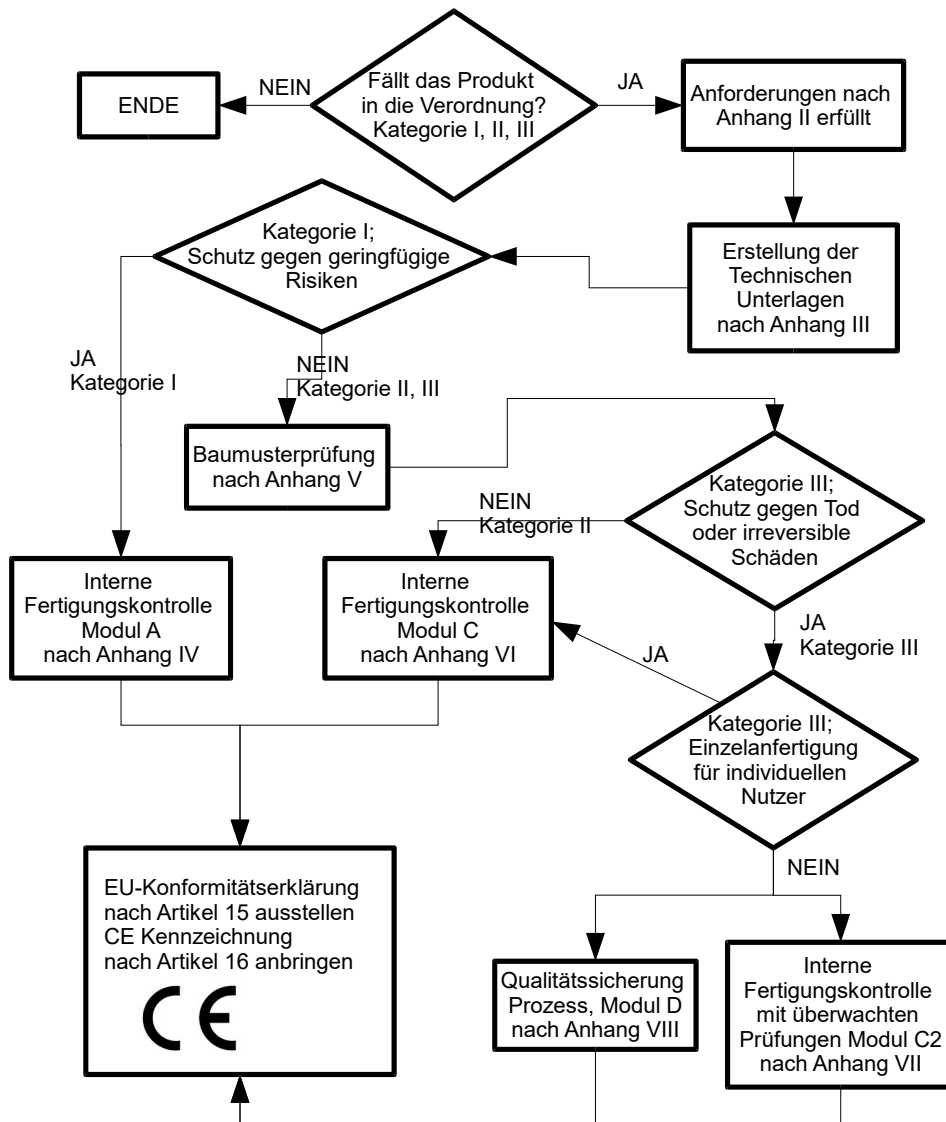 NEIN
Fällt das Produkt
in die Verordnung?
Kategorie I, II, III
JA
ENDE
Anforderungen nach
Anhang II erfüllt
Kategorie I;
Schutz gegen geringfügige
Risiken
Erstellung der
Technischen
Unterlagen
nach Anhang III
JA
Kategorie I
NEIN
Kategorie II, III
Baumusterprüfung
nach Anhang V
Kategorie III;
Schutz gegen Tod
oder irreversible
Schäden
NEIN
Kategorie II
Interne
Fertigungskontrolle
Modul A
nach Anhang IV
Interne
Fertigungskontrolle
Modul C
nach Anhang VI
JA
Kategorie III
JA
Kategorie III;
Einzelanfertigung
für individuellen
Nutzer
NEIN
EU-Konformitätserklärung
nach Artikel 15 ausstellen
CE Kennzeichnung
nach Artikel 16 anbringen
CE
Qualitätssicherung
Prozess, Modul D
nach Anhang VIII
Interne
Fertigungskontrolle
mit überwachten
Prüfungen Modul C2
nach Anhang VII